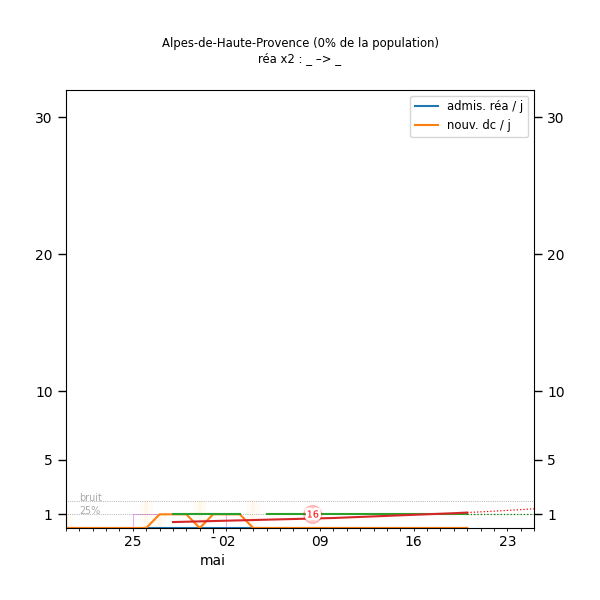 Alpes-de-Haute-Provence (0% de la population)
réa x2 : _ –> _
admis. réa / j
nouv. dc / j
30 30
20 20
10 10
5 5
bruit
25%
1 16 1
25 - 02 09 16 23
mai